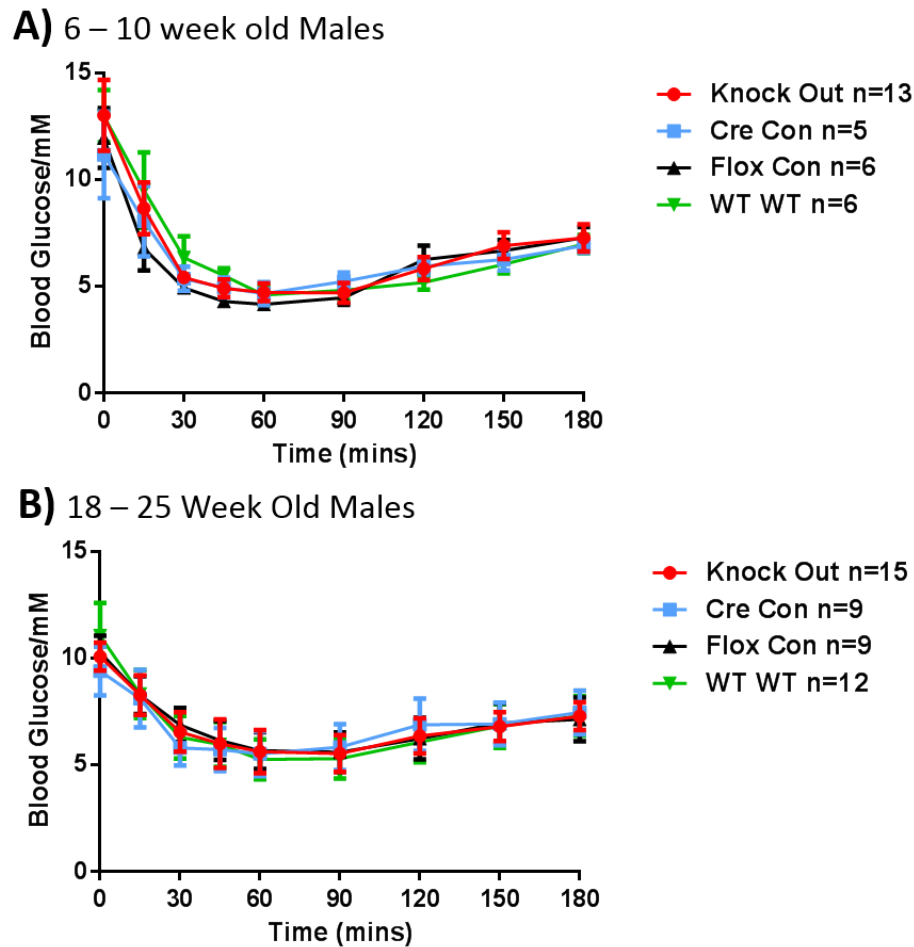 A) 6 – 10 week old Males
15
10
5
0
Blood Glucose/mM
0 30 60 90 120 150 180
Time (mins)
Knock Out n=13
Cre Con n=5
Flox Con n=6
WT WT n=6
B) 18 – 25 Week Old Males
15
10
5
0
Blood Glucose/mM
0 30 60 90 120 150 180
Time (mins)
Knock Out n=15
Cre Con n=9
Flox Con n=9
WT WT n=12